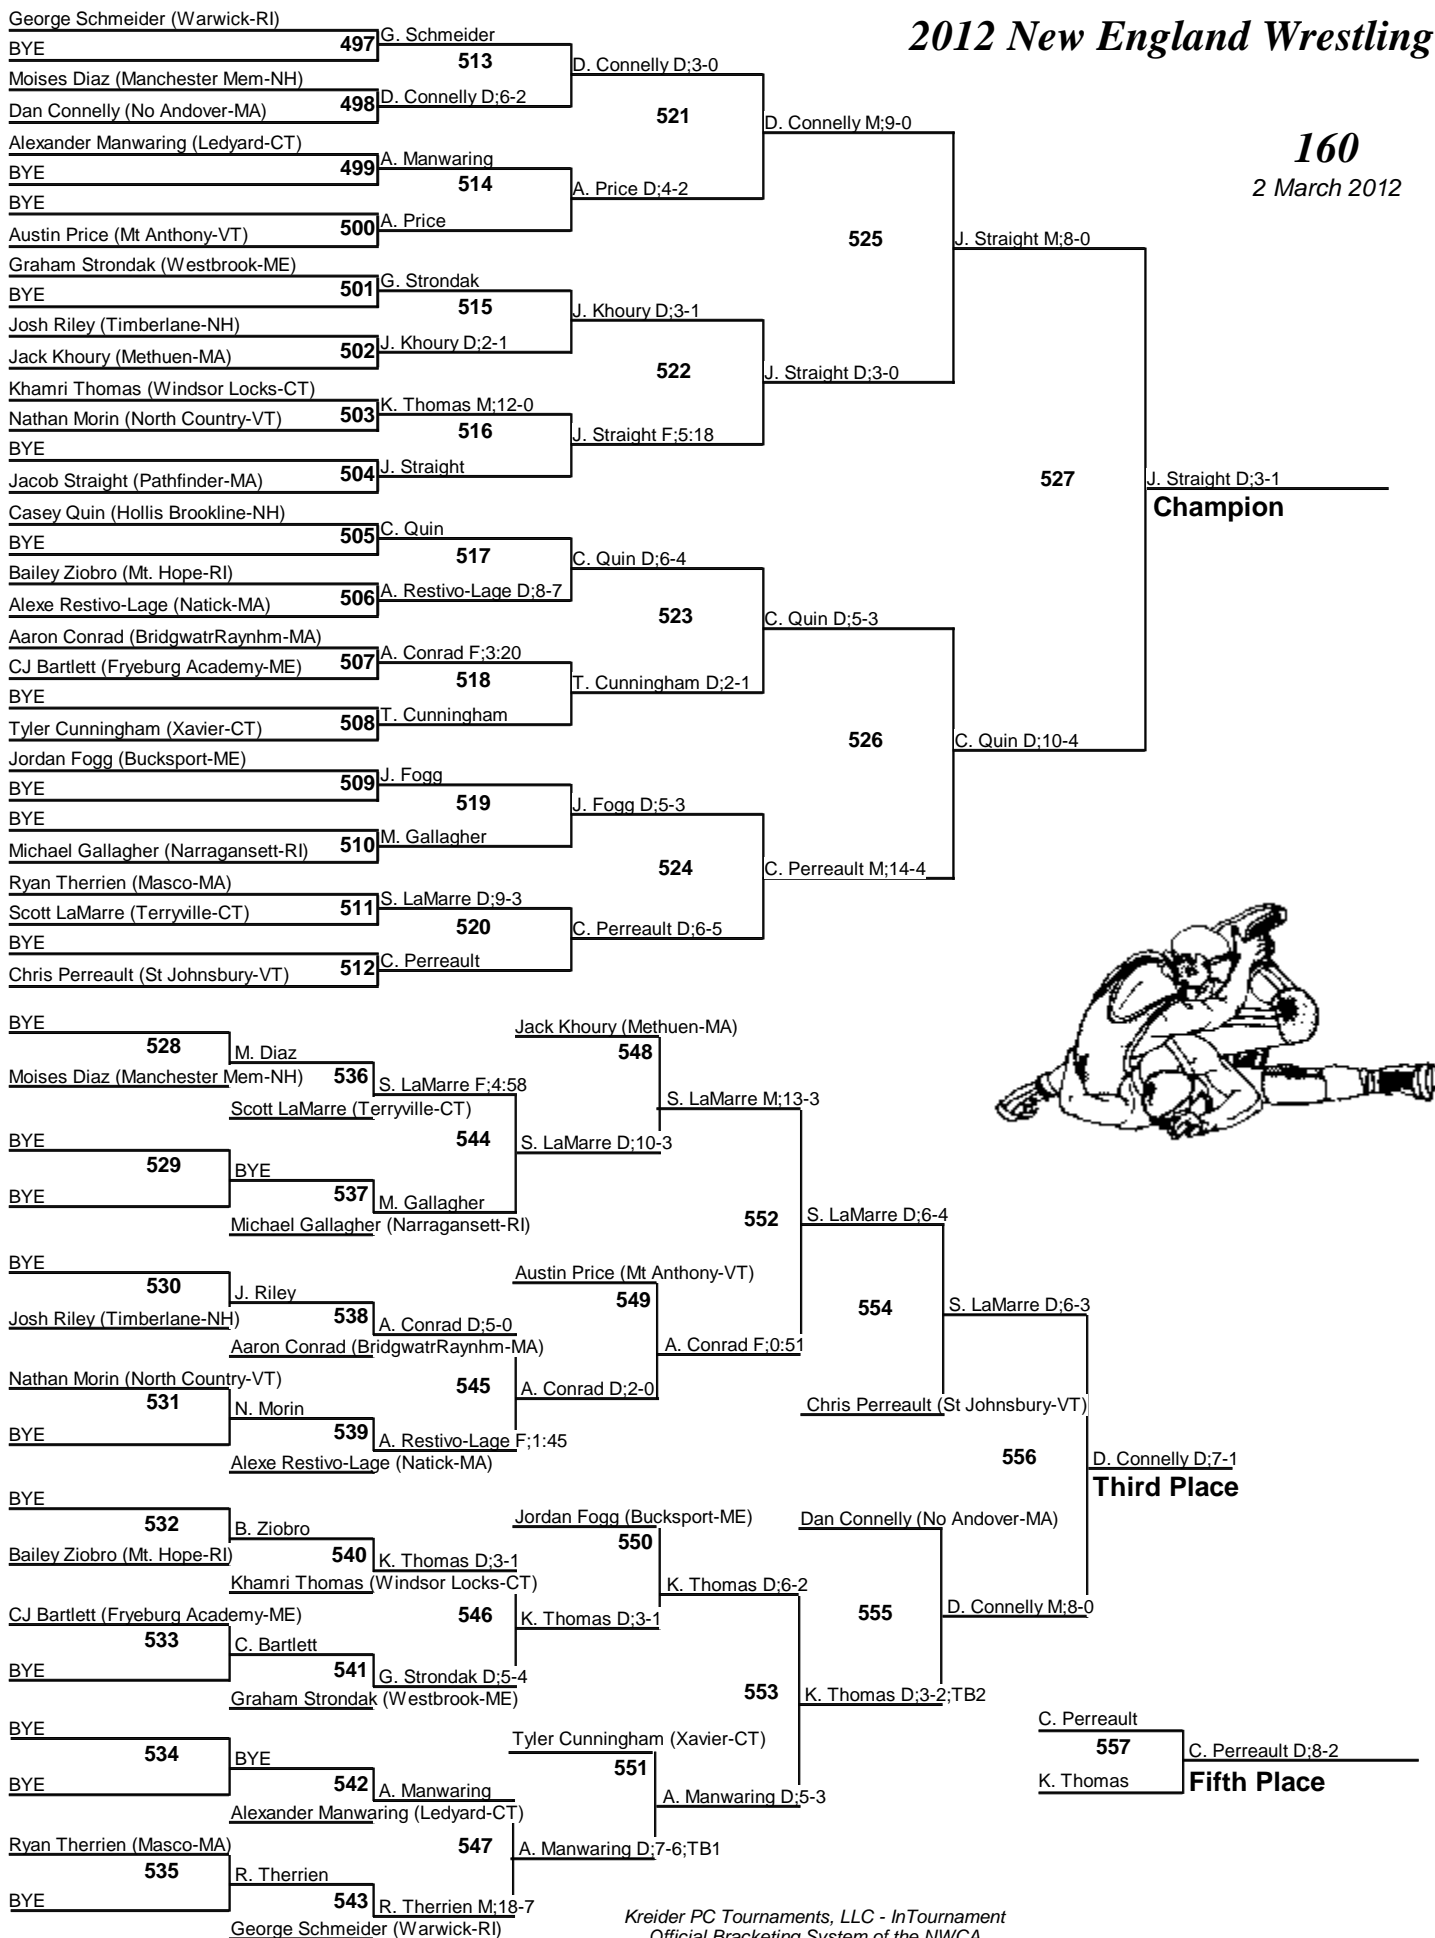 2012 New England Wrestling
160
2 March 2012
George Schmeider (Warwick-RI)
BYE
497
G. Schmeider
513
Moises Diaz (Manchester Mem-NH)
Dan Connelly (No Andover-MA)
498
D. Connelly D;6-2
D. Connelly D;3-0
521
Alexander Manwaring (Ledyard-CT)
BYE
499
A. Manwaring
514
BYE
Austin Price (Mt Anthony-VT)
500
A. Price
A. Price D;4-2
D. Connelly M;9-0
525
Graham Strondak (Westbrook-ME)
BYE
501
G. Strondak
515
Josh Riley (Timberlane-NH)
Jack Khoury (Methuen-MA)
502
J. Khoury D;2-1
J. Khoury D;3-1
522
Khamri Thomas (Windsor Locks-CT)
Nathan Morin (North Country-VT)
503
K. Thomas M;12-0
516
BYE
Jacob Straight (Pathfinder-MA)
504
J. Straight
J. Straight F;5:18
J. Straight D;3-0
J. Straight M;8-0
527
J. Straight D;3-1
Champion
Casey Quin (Hollis Brookline-NH)
BYE
505
C. Quin
517
Bailey Ziobro (Mt. Hope-RI)
Alexe Restivo-Lage (Natick-MA)
506
A. Restivo-Lage D;8-7
C. Quin D;6-4
523
Aaron Conrad (BridgwatrRaynhm-MA)
CJ Bartlett (Fryeburg Academy-ME)
507
A. Conrad F;3:20
518
BYE
Tyler Cunningham (Xavier-CT)
508
T. Cunningham
T. Cunningham D;2-1
C. Quin D;5-3
526
C. Quin D;10-4
Jordan Fogg (Bucksport-ME)
BYE
509
J. Fogg
519
BYE
Michael Gallagher (Narragansett-RI)
510
M. Gallagher
J. Fogg D;5-3
524
Ryan Therrien (Masco-MA)
Scott LaMarre (Terryville-CT)
511
S. LaMarre D;9-3
520
BYE
Chris Perreault (St Johnsbury-VT)
512
C. Perreault
C. Perreault D;6-5
C. Perreault M;14-4
BYE
528
Moises Diaz (Manchester Mem-NH)
M. Diaz
536
Scott LaMarre (Terryville-CT)
S. LaMarre F;4:58
544
BYE
529
BYE
BYE
537
Michael Gallagher (Narragansett-RI)
M. Gallagher
S. LaMarre D;10-3
Jack Khoury (Methuen-MA)
548
S. LaMarre M;13-3
552
BYE
530
Josh Riley (Timberlane-NH)
J. Riley
538
Aaron Conrad (BridgwatrRaynhm-MA)
A. Conrad D;5-0
545
Nathan Morin (North Country-VT)
531
BYE
N. Morin
539
Alexe Restivo-Lage (Natick-MA)
A. Restivo-Lage F;1:45
A. Conrad D;2-0
Austin Price (Mt Anthony-VT)
549
A. Conrad F;0:51
S. LaMarre D;6-4
554
Chris Perreault (St Johnsbury-VT)
S. LaMarre D;6-3
556
D. Connelly D;7-1
Third Place
BYE
532
Bailey Ziobro (Mt. Hope-RI)
B. Ziobro
540
Khamri Thomas (Windsor Locks-CT)
K. Thomas D;3-1
546
CJ Bartlett (Fryeburg Academy-ME)
533
BYE
C. Bartlett
541
Graham Strondak (Westbrook-ME)
G. Strondak D;5-4
K. Thomas D;3-1
Jordan Fogg (Bucksport-ME)
550
K. Thomas D;6-2
553
Dan Connelly (No Andover-MA)
555
D. Connelly M;8-0
K. Thomas D;3-2;TB2
BYE
534
BYE
BYE
542
Alexander Manwaring (Ledyard-CT)
A. Manwaring
547
Ryan Therrien (Masco-MA)
535
BYE
R. Therrien
543
George Schmeider (Warwick-RI)
R. Therrien M;18-7
A. Manwaring D;7-6;TB1
Tyler Cunningham (Xavier-CT)
551
A. Manwaring D;5-3
C. Perreault
557
K. Thomas
C. Perreault D;8-2
Fifth Place
Kreider PC Tournaments, LLC - InTournament
Official Bracketing System of the NWCA